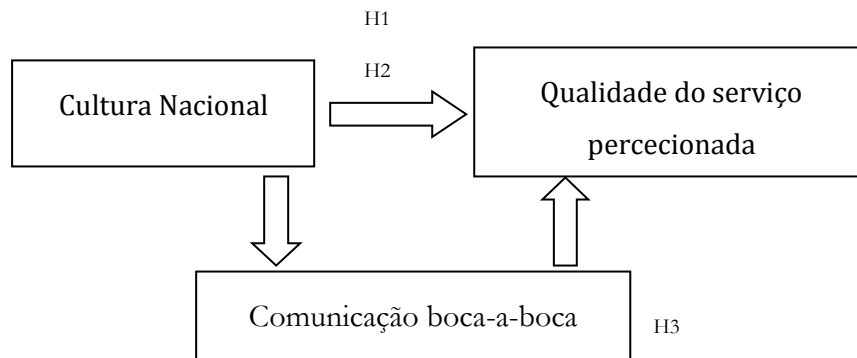 H1
H2
Cultura Nacional
Qualidade do serviço
percecionada
Comunicação boca-a-boca
H3